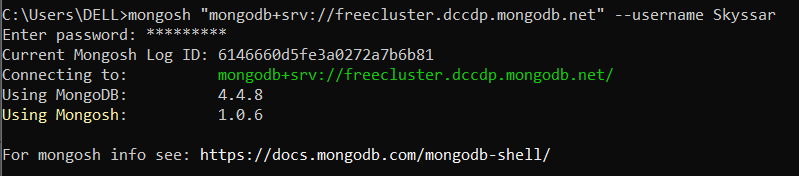 C:\Users\DELL>mongosh "mongodb+srv://freecluster.dccdp.mongodb.net" --username Skyssar
Enter password: *********
Current Mongosh Log ID: 6146660d5fe3a0272a7b6b81
Connecting to: mongodb+srv://freecluster.dccdp.mongodb.net/
Using MongoDB: 4.4.8
Using Mongosh: 1.0.6
For mongosh info see: https://docs.mongodb.com/mongodb-shell/